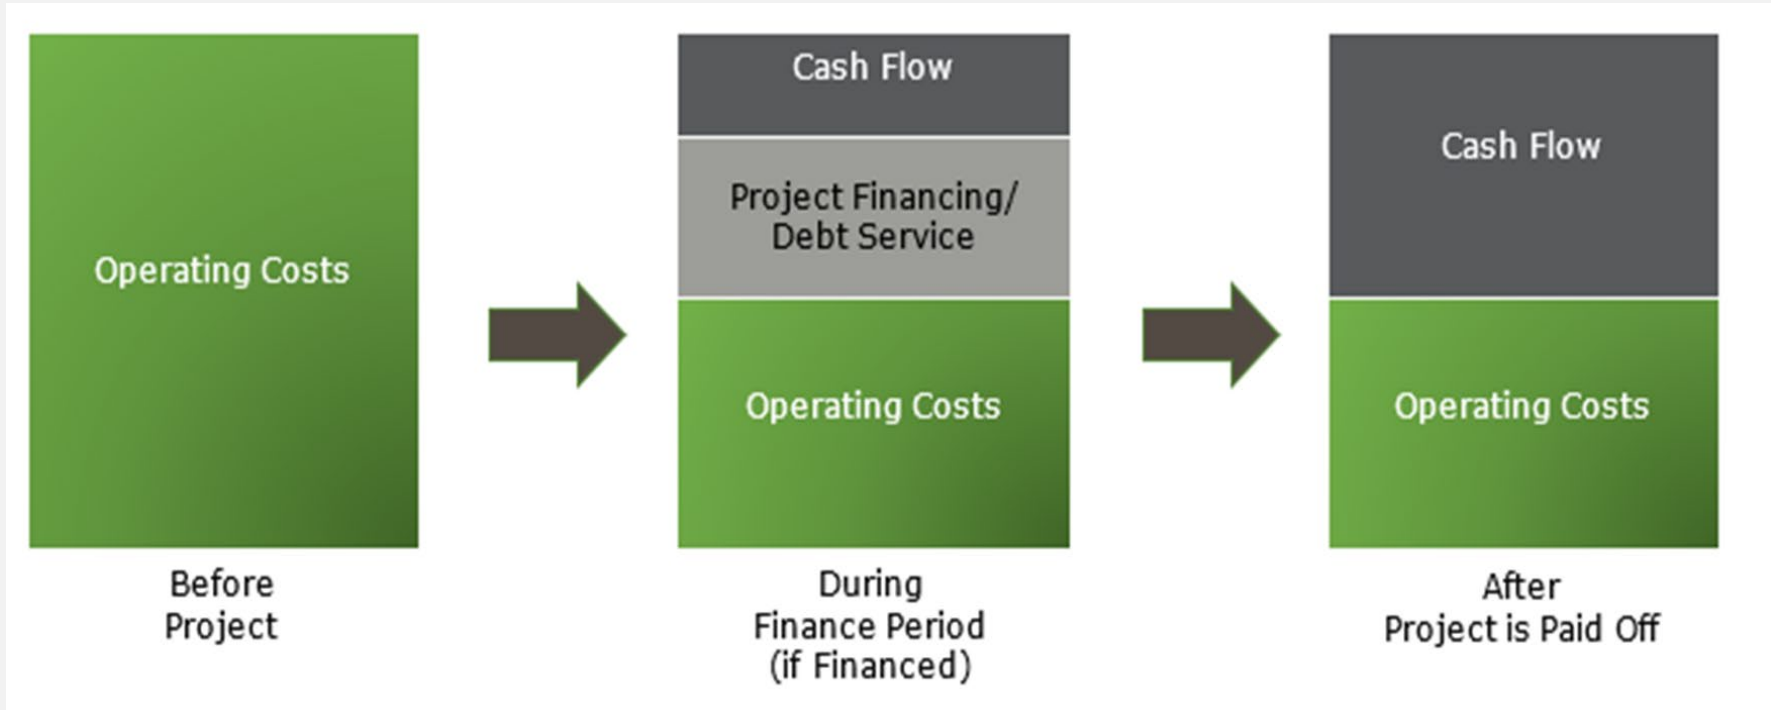 Operating Costs
Before
Project
Cash Flow
Project Financing/
Debt Service
Operating Costs
During
Finance Period
(if Financed)
Cash Flow
Operating Costs
After
Project is Paid Off